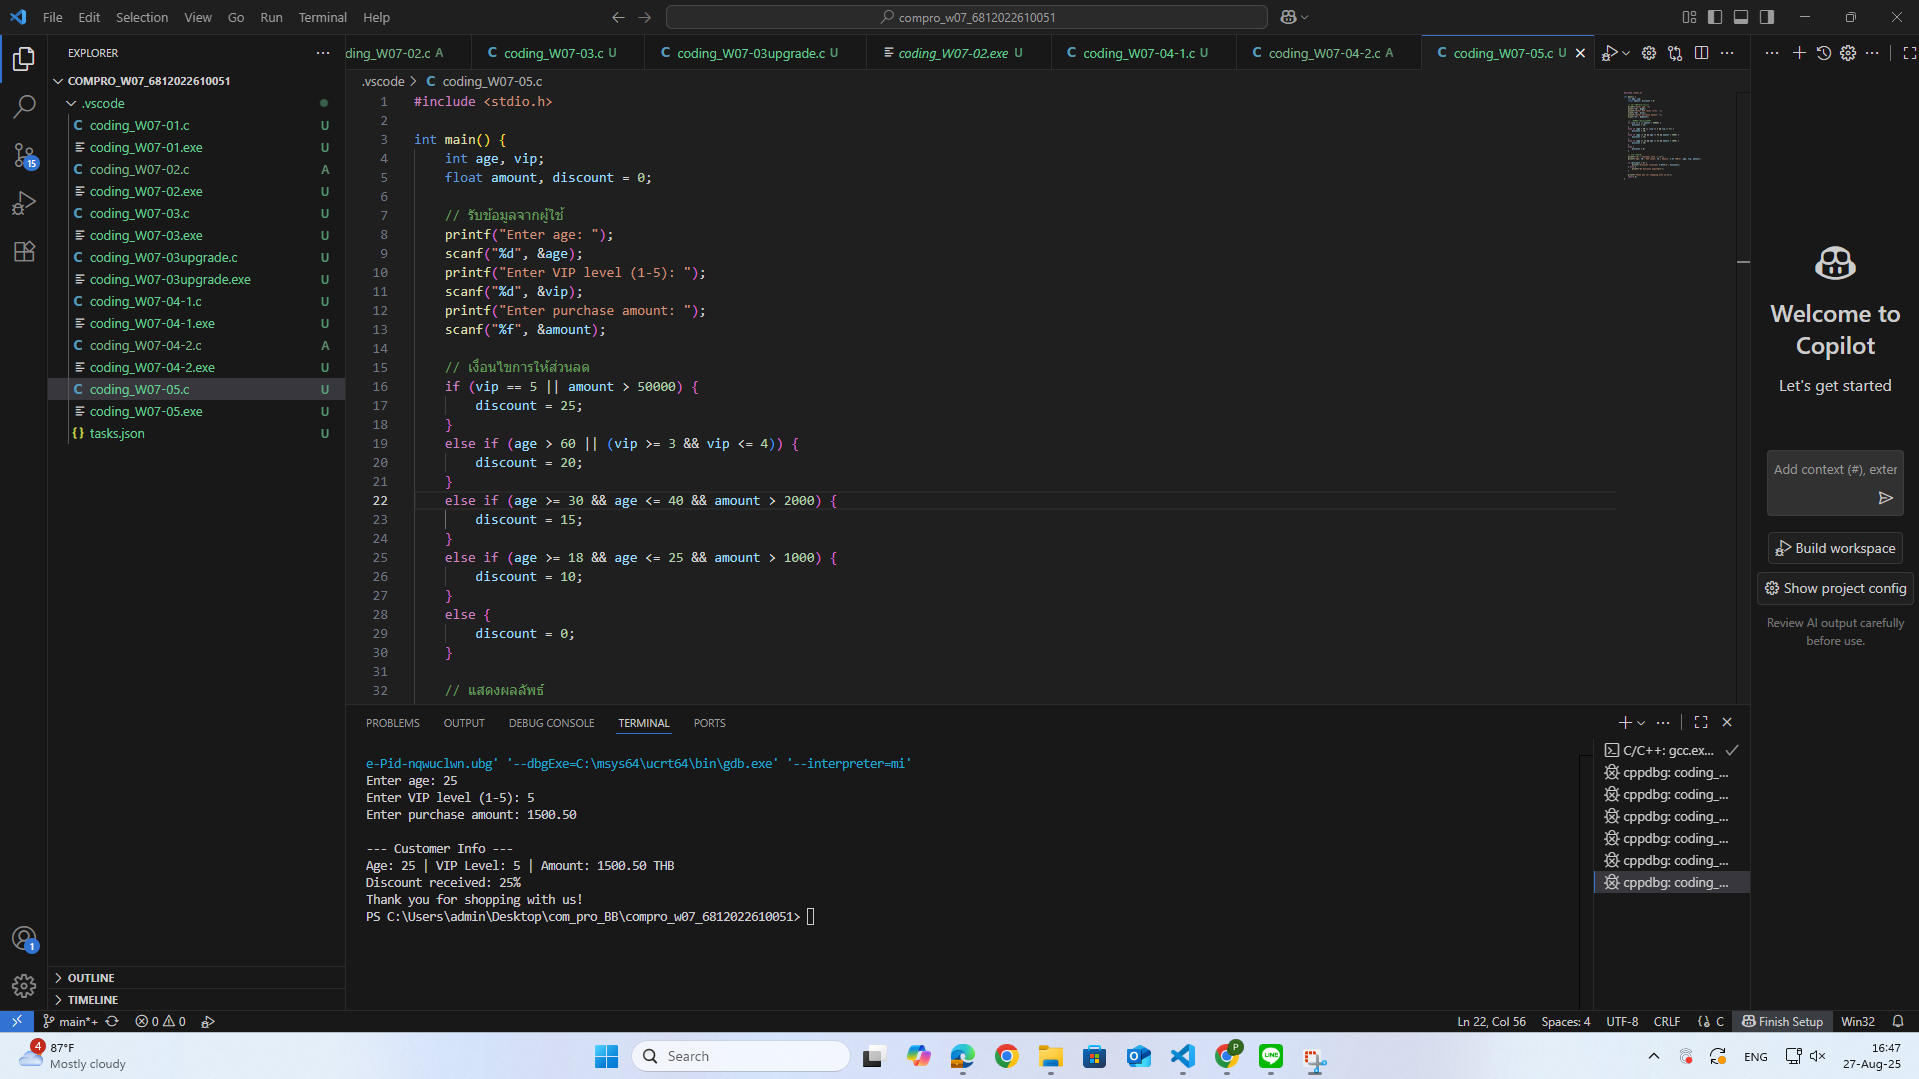 File Edit Selection View Go Run Terminal Help
compro_w07_6812022610051
EXPLORER
COMPRO_W07_6812022610051
.vscode
coding_W07-01.c U
coding_W07-01.exe U
coding_W07-02.c A
coding_W07-02.exe U
coding_W07-03.c U
coding_W07-03.exe U
coding_W07-03upgrade.c U
coding_W07-03upgrade.exe U
coding_W07-04-1.c U
coding_W07-04-1.exe U
coding_W07-04-2.c A
coding_W07-04-2.exe U
coding_W07-05.c U
coding_W07-05.exe U
tasks.json U
OUTLINE
TIMELINE
15
1
ding_W07-02.c A
coding_W07-03.c U
coding_W07-03upgrade.c U
coding_W07-02.exe U
coding_W07-04-1.c U
coding_W07-04-2.c A
coding_W07-05.c U
.vscode > C coding_W07-05.c
1 #include <stdio.h>
2
3 int main() {
4 int age, vip;
5 float amount, discount = 0;
6
7 // รับข้อมูลจากผู้ใช้
8 printf("Enter age: ");
9 scanf("%d", &age);
10 printf("Enter VIP level (1-5): ");
11 scanf("%d", &vip);
12 printf("Enter purchase amount: ");
13 scanf("%f", &amount);
14
15 // เงื่อนไขการให้ส่วนลด
16 if (vip == 5 || amount > 50000) {
17 discount = 25;
18 }
19 else if (age > 60 || (vip >= 3 && vip <= 4)) {
20 discount = 20;
21 }
22 else if (age >= 30 && age <= 40 && amount > 2000) {
23 discount = 15;
24 }
25 else if (age >= 18 && age <= 25 && amount > 1000) {
26 discount = 10;
27 }
28 else {
29 discount = 0;
30 }
31
32 // แสดงผลลัพธ์
PROBLEMS OUTPUT DEBUG CONSOLE TERMINAL PORTS
e-Pid-nqwuclwn.ubg' '--dbgExe=C:\msys64\ucrt64\bin\gdb.exe' '--interpreter=mi'
Enter age: 25
Enter VIP level (1-5): 5
Enter purchase amount: 1500.50

--- Customer Info ---
Age: 25 | VIP Level: 5 | Amount: 1500.50 THB
Discount received: 25%
Thank you for shopping with us!
PS C:\Users\admin\Desktop\com_pro_BB\compro_w07_6812022610051>
C/C++: gcc.ex...
cppdbg: coding_...
cppdbg: coding_...
cppdbg: coding_...
cppdbg: coding_...
cppdbg: coding_...
cppdbg: coding_...
Welcome to
Copilot
Let's get started
Add context (#), exter
Build workspace
Show project config
Review AI output carefully
before use.
main*+ 0 0
Ln 22, Col 56 Spaces: 4 UTF-8 CRLF C Finish Setup Win32
4 87°F
Mostly cloudy
Search
P
LINE
ENG
16:47
27-Aug-25